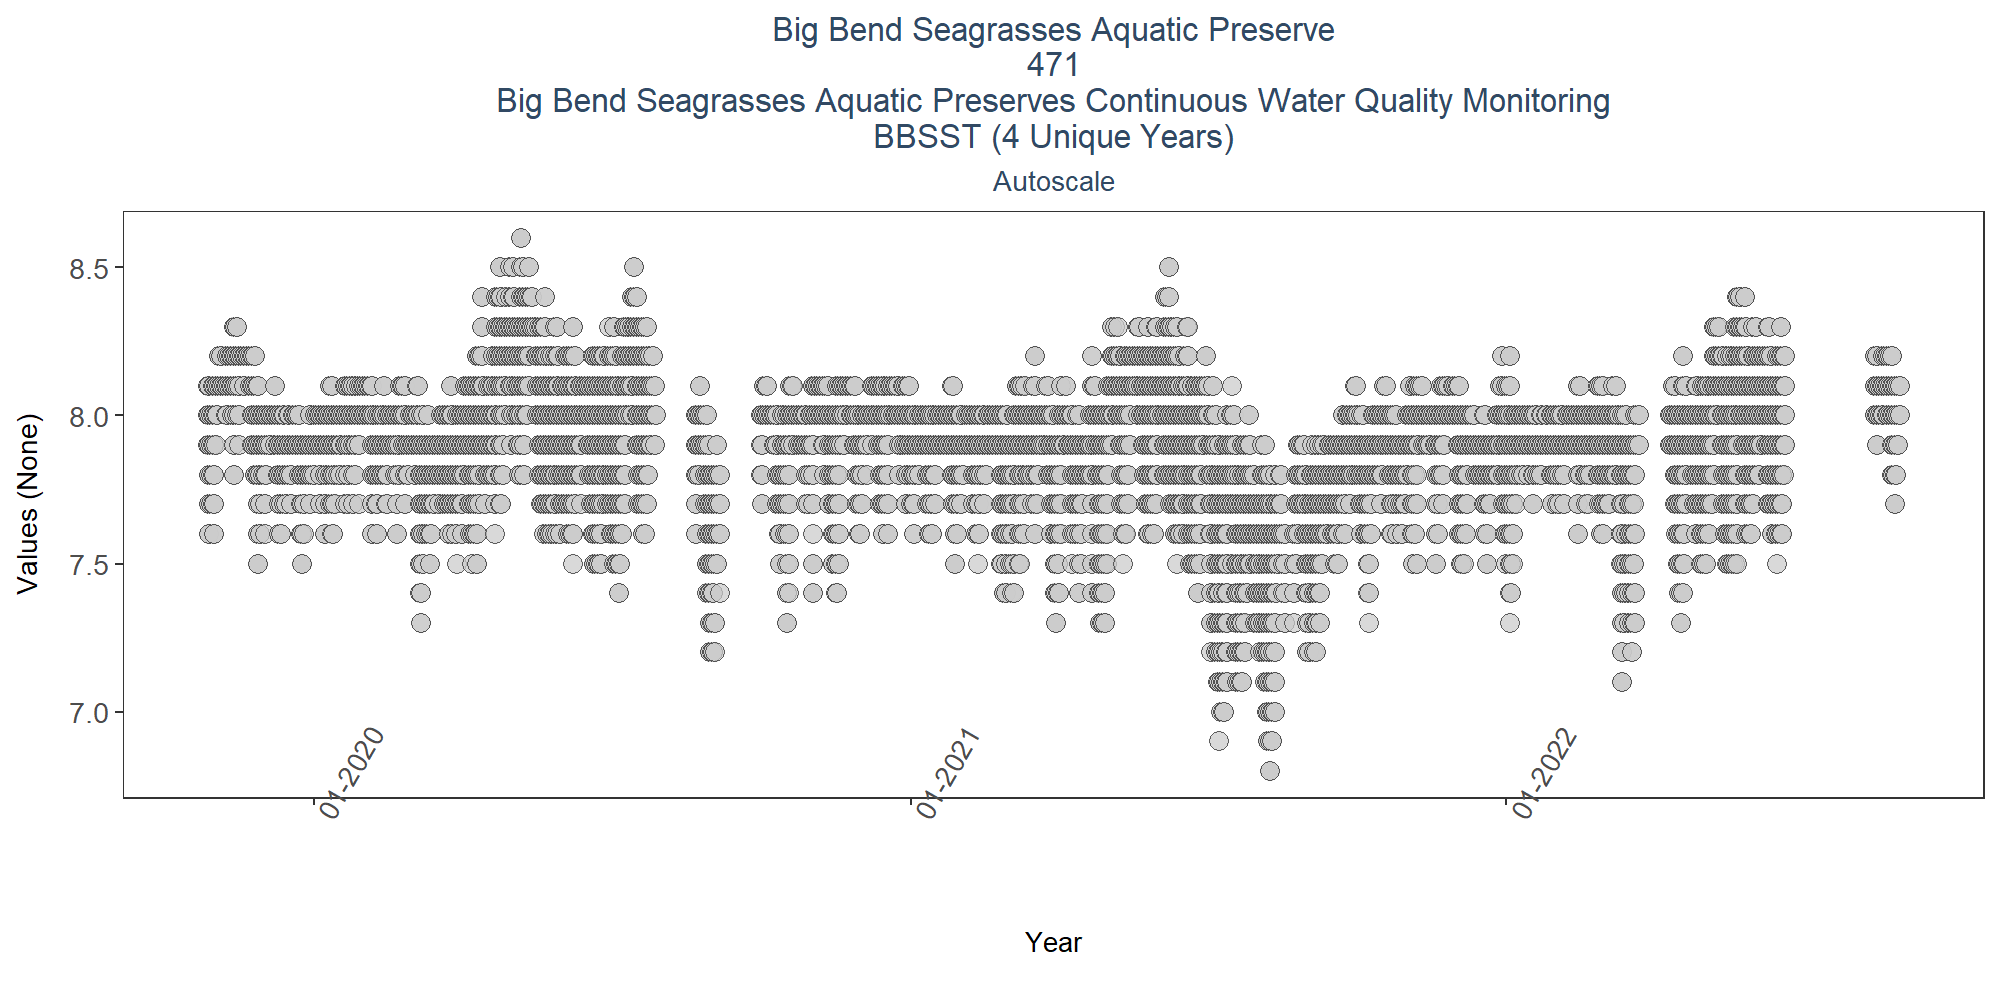 Big Bend Seagrasses Aquatic Preserve
471
Big Bend Seagrasses Aquatic Preserves Continuous Water Quality Monitoring
BBSST (4 Unique Years)
Autoscale
Values (None)
8.5
8.0
7.5
7.0
01-2020
01-2021
01-2022
Year